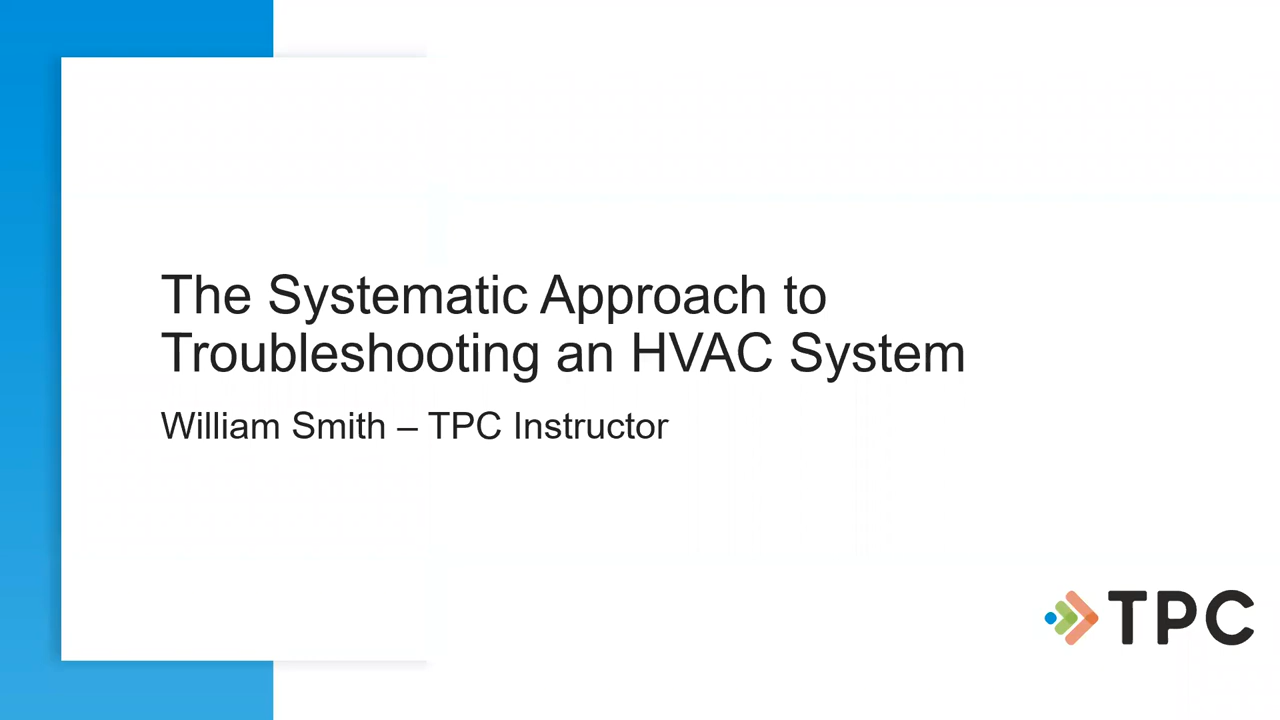 The Systematic Approach to
Troubleshooting an HVAC System
William Smith – TPC Instructor
TPC